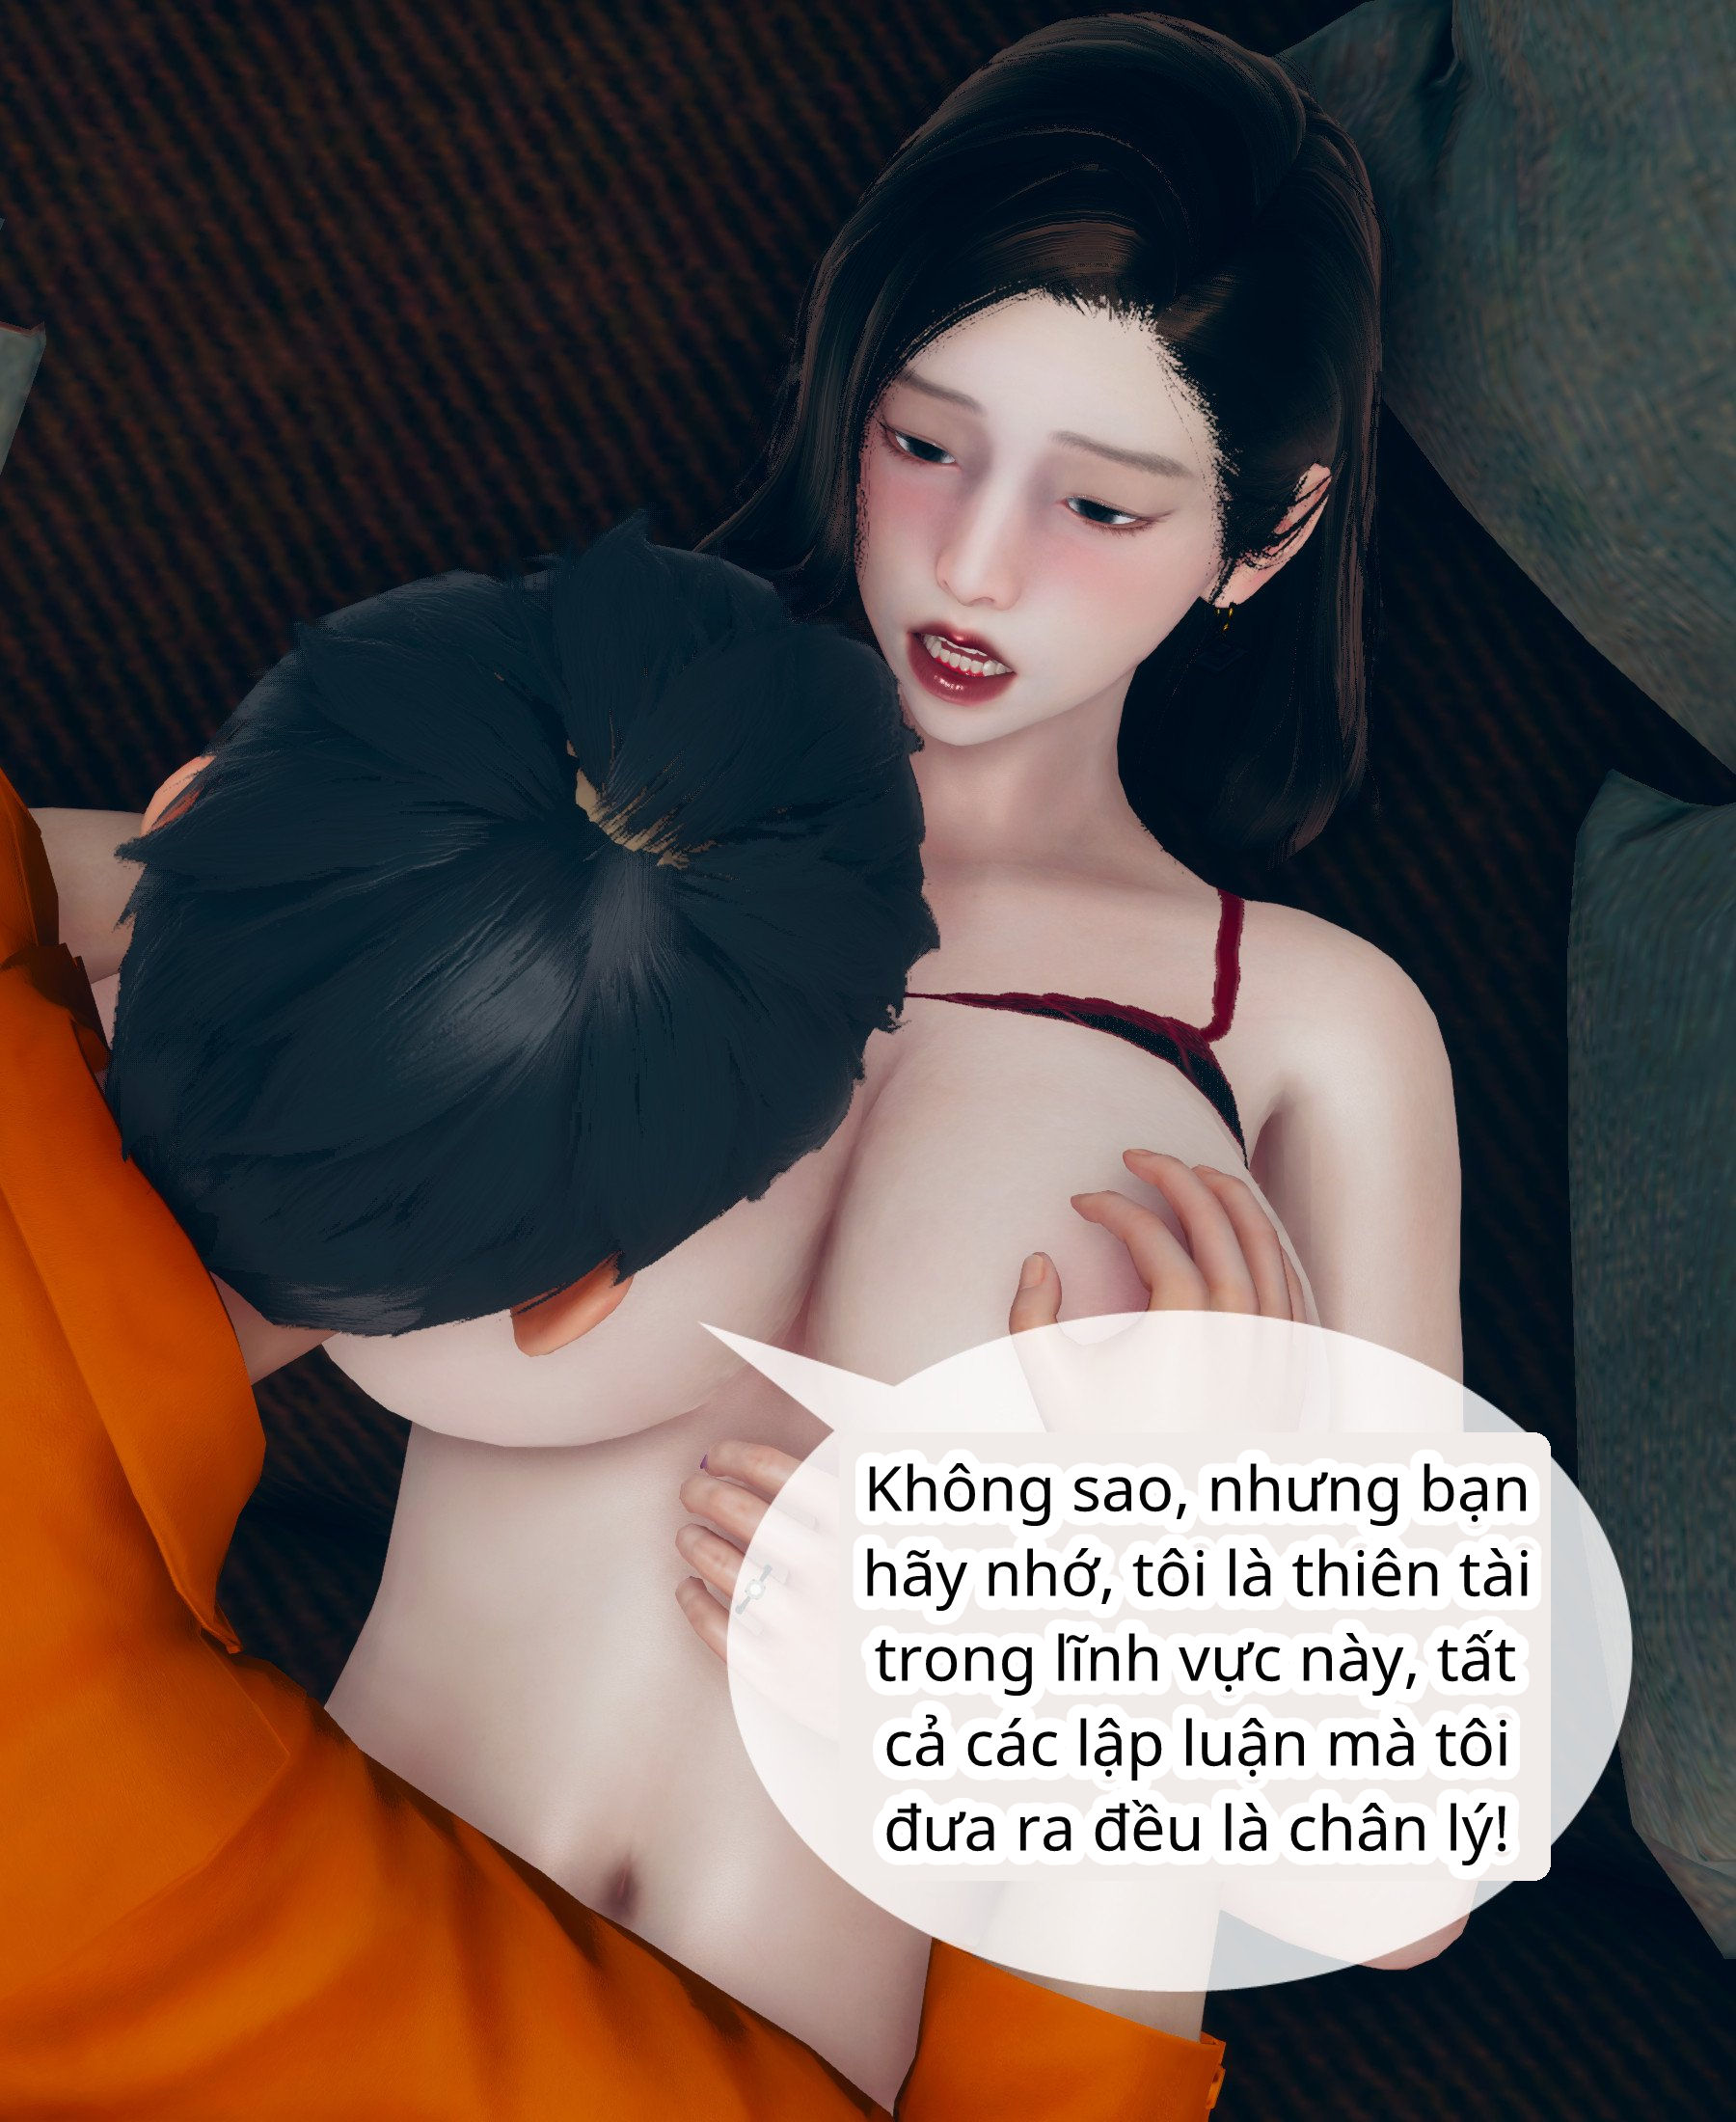 Không sao, nhưng bạn
hãy nhớ, tôi là thiên tài
trong lĩnh vực này, tất
cả các lập luận mà tôi
đưa ra đều là chân lý!